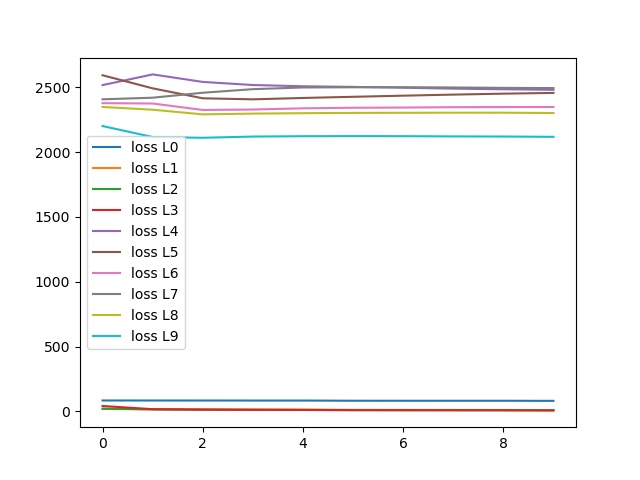 2500
2000
1500
1000
500
0
loss L0
loss L1
loss L2
loss L3
loss L4
loss L5
loss L6
loss L7
loss L8
loss L9
0 2 4 6 8